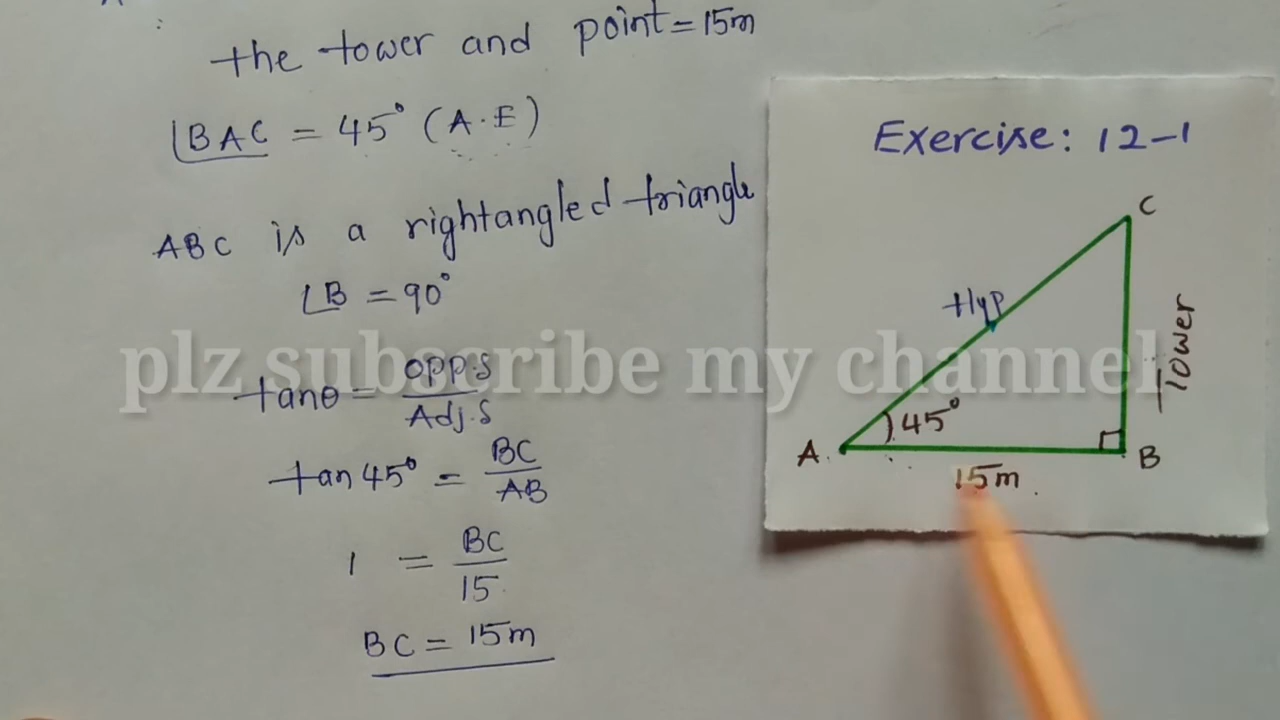 the tower and point = 15m
∠BAC = 45° (A.E)
ABC is a rightangled triangle
∠B = 90°
tanθ = opp.s / Adj.s
tan 45° = BC / AB
1 = BC / 15
BC = 15m
Exercise: 12-1
C
Hyp
Tower
45°
A
B
15m
plz subscribe my channel